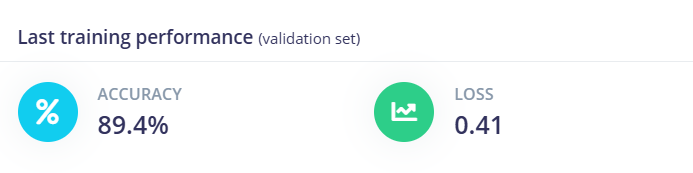 Last training performance (validation set)
ACCURACY
89.4%
LOSS
0.41